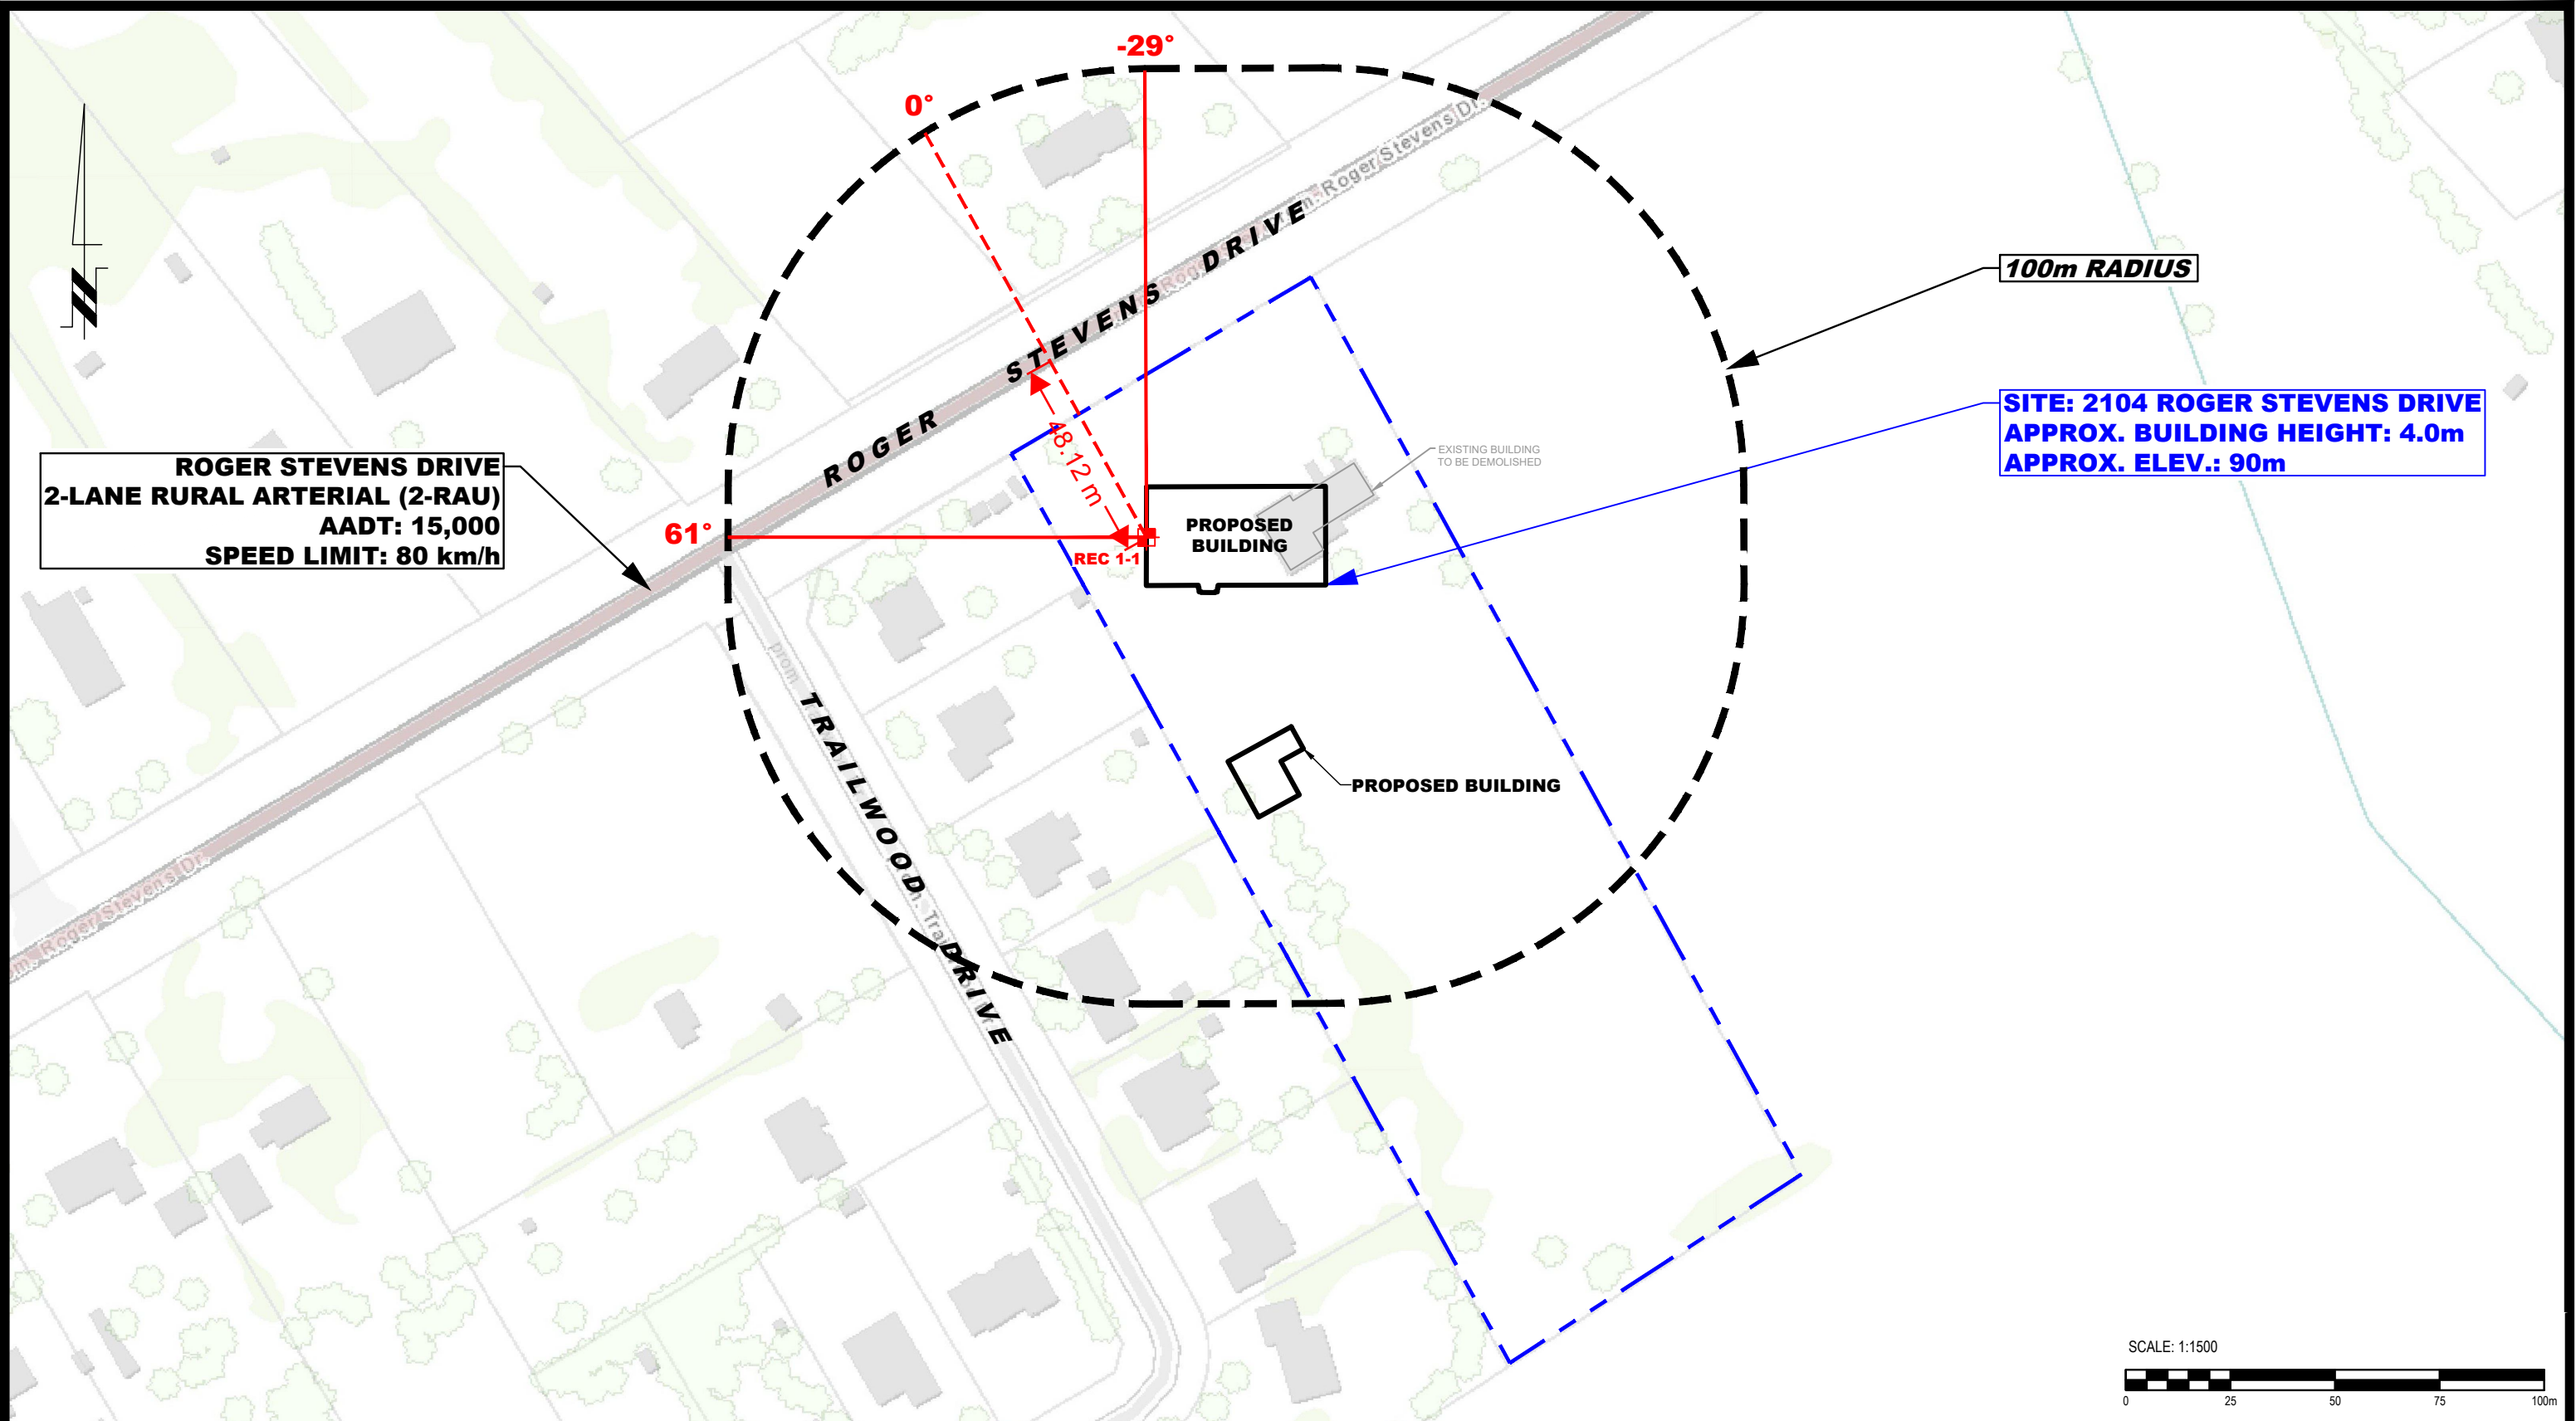 -29°
0°
100m RADIUS
SITE: 2104 ROGER STEVENS DRIVE
APPROX. BUILDING HEIGHT: 4.0m
APPROX. ELEV.: 90m
ROGER STEVENS DRIVE
2-LANE RURAL ARTERIAL (2-RAU)
AADT: 15,000
SPEED LIMIT: 80 km/h
ROGER STEVENS DRIVE
Roger Stevens Dr.
48.12 m
61°
REC 1-1
PROPOSED
BUILDING
EXISTING BUILDING
TO BE DEMOLISHED
N
prom
TRAILWOOD DRIVE
PROPOSED BUILDING
Roger Stevens Dr.
SCALE: 1:1500
0 25 50 75 100m